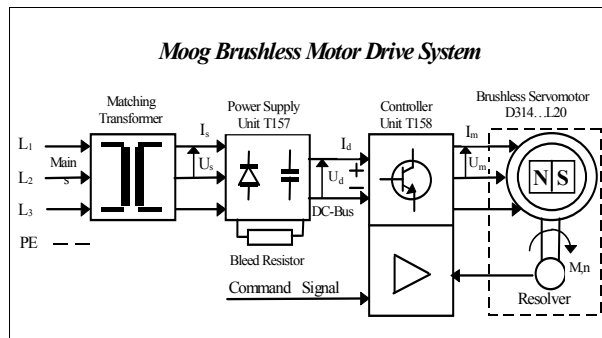 Moog Brushless Motor Drive System
Matching
Transformer
Power Supply
Unit T157
Controller
Unit T158
Brushless Servomotor
D314...L20
Is
Id
Im
L1
Us
Ud
+
−
Um
N S
L2
Main
s
L3
DC-Bus
PE
Bleed Resistor
M,n
Command Signal
Resolver